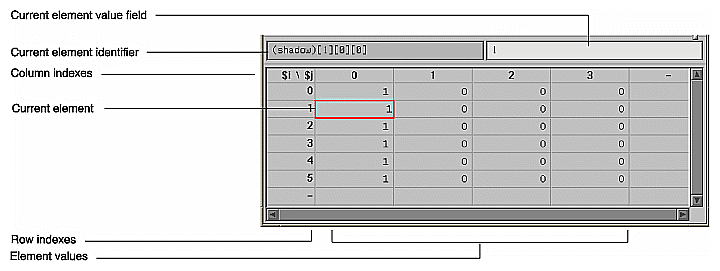 Current element value field
Current element identifier
(shadow)[1][0][0]
1
Column indexes
$i \ $j 0 1 2 3 -
0 1 0 0 0
Current element
1 1 0 0 0
2 1 0 0 0
3 1 0 0 0
4 1 0 0 0
5 1 0 0 0
-
Row indexes
Element values